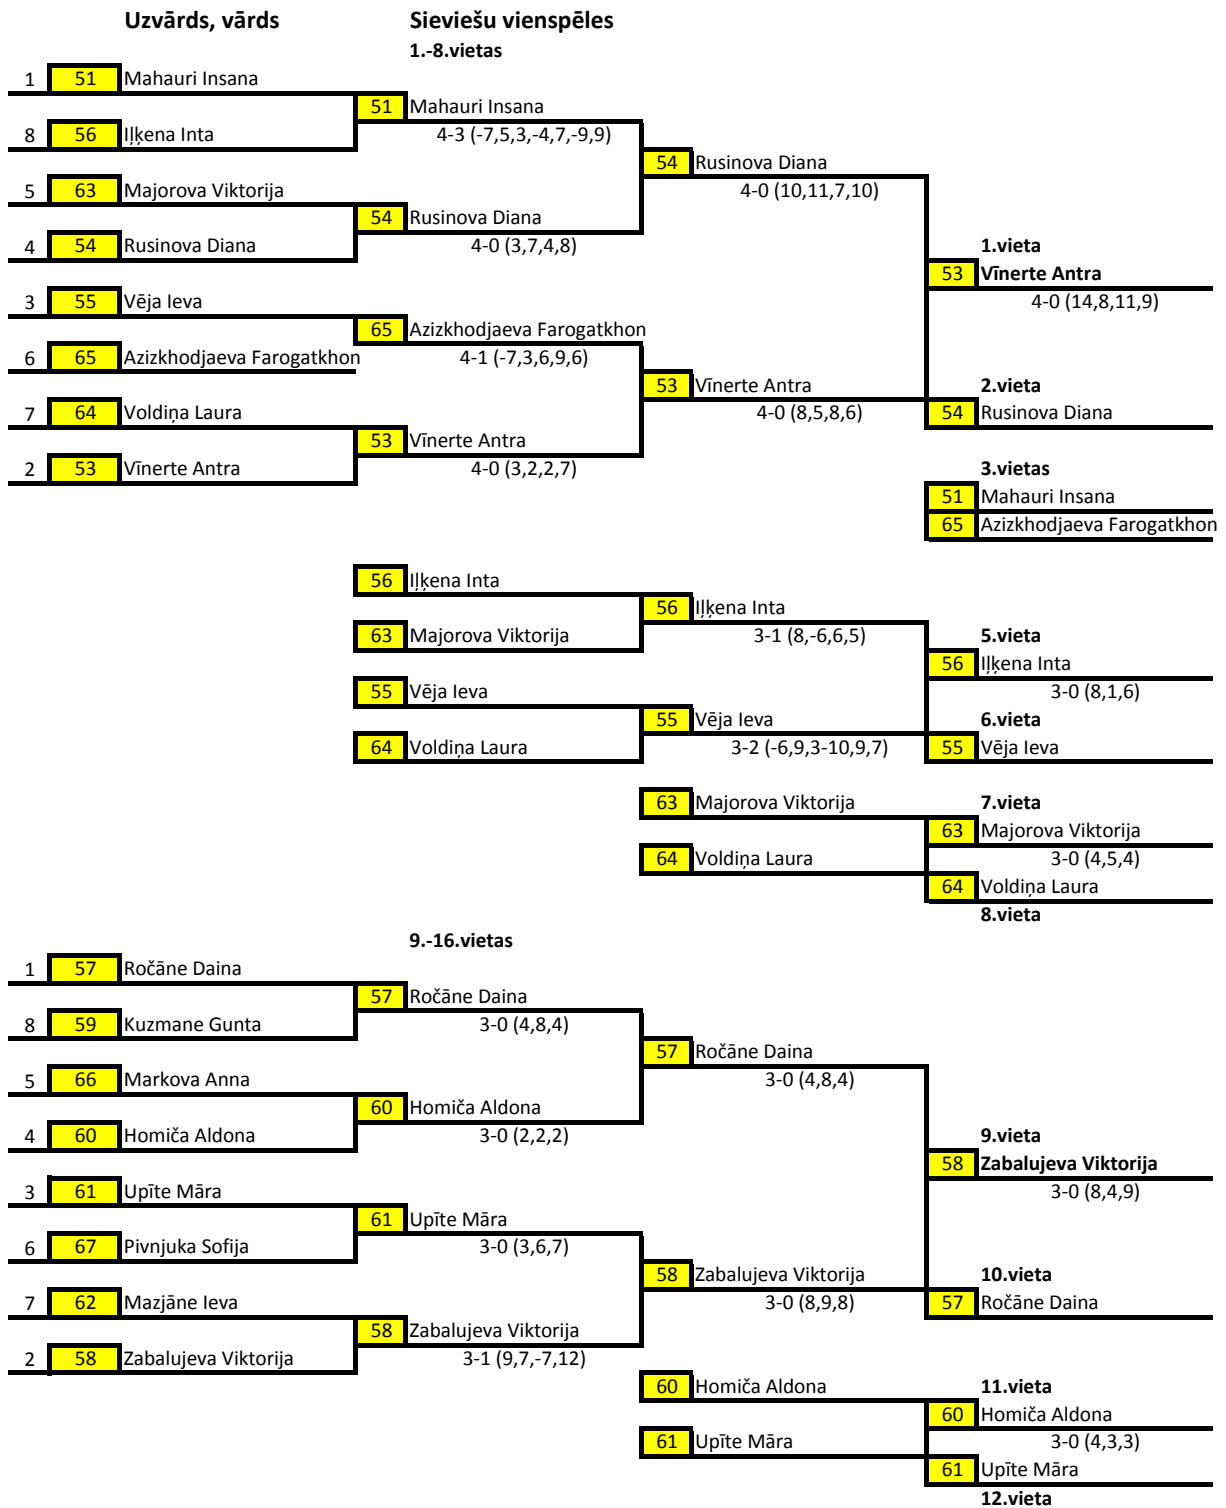 Uzvārds, vārds Sieviešu vienspēles
1.-8.vietas
1 51 Mahauri Insana
51 Mahauri Insana
8 56 Iļķena Inta 4-3 (-7,5,3,-4,7,-9,9)
54 Rusinova Diana
5 63 Majorova Viktorija 4-0 (10,11,7,10)
54 Rusinova Diana
4 54 Rusinova Diana 4-0 (3,7,4,8) 1.vieta
53 Vīnerte Antra
3 55 Vēja Ieva 4-0 (14,8,11,9)
65 Azizkhodjaeva Farogatkhon
6 65 Azizkhodjaeva Farogatkhon 4-1 (-7,3,6,9,6)
53 Vīnerte Antra 2.vieta
7 64 Voldiņa Laura 4-0 (8,5,8,6) 54 Rusinova Diana
53 Vīnerte Antra
2 53 Vīnerte Antra 4-0 (3,2,2,7) 3.vietas
51 Mahauri Insana
65 Azizkhodjaeva Farogatkhon
56 Iļķena Inta
56 Iļķena Inta
63 Majorova Viktorija 3-1 (8,-6,6,5) 5.vieta
56 Iļķena Inta
55 Vēja Ieva 3-0 (8,1,6)
55 Vēja Ieva 6.vieta
64 Voldiņa Laura 3-2 (-6,9,3-10,9,7) 55 Vēja Ieva
63 Majorova Viktorija 7.vieta
63 Majorova Viktorija
64 Voldiņa Laura 3-0 (4,5,4)
64 Voldiņa Laura
8.vieta
9.-16.vietas
1 57 Ročāne Daina
57 Ročāne Daina
8 59 Kuzmane Gunta 3-0 (4,8,4)
57 Ročāne Daina
5 66 Markova Anna 3-0 (4,8,4)
60 Homiča Aldona
4 60 Homiča Aldona 3-0 (2,2,2) 9.vieta
58 Zabalujeva Viktorija
3 61 Upīte Māra 3-0 (8,4,9)
61 Upīte Māra
6 67 Pivnjuka Sofija 3-0 (3,6,7)
58 Zabalujeva Viktorija 10.vieta
7 62 Mazjāne Ieva 3-0 (8,9,8) 57 Ročāne Daina
58 Zabalujeva Viktorija
2 58 Zabalujeva Viktorija 3-1 (9,7,-7,12)
60 Homiča Aldona 11.vieta
60 Homiča Aldona
61 Upīte Māra 3-0 (4,3,3)
61 Upīte Māra
12.vieta